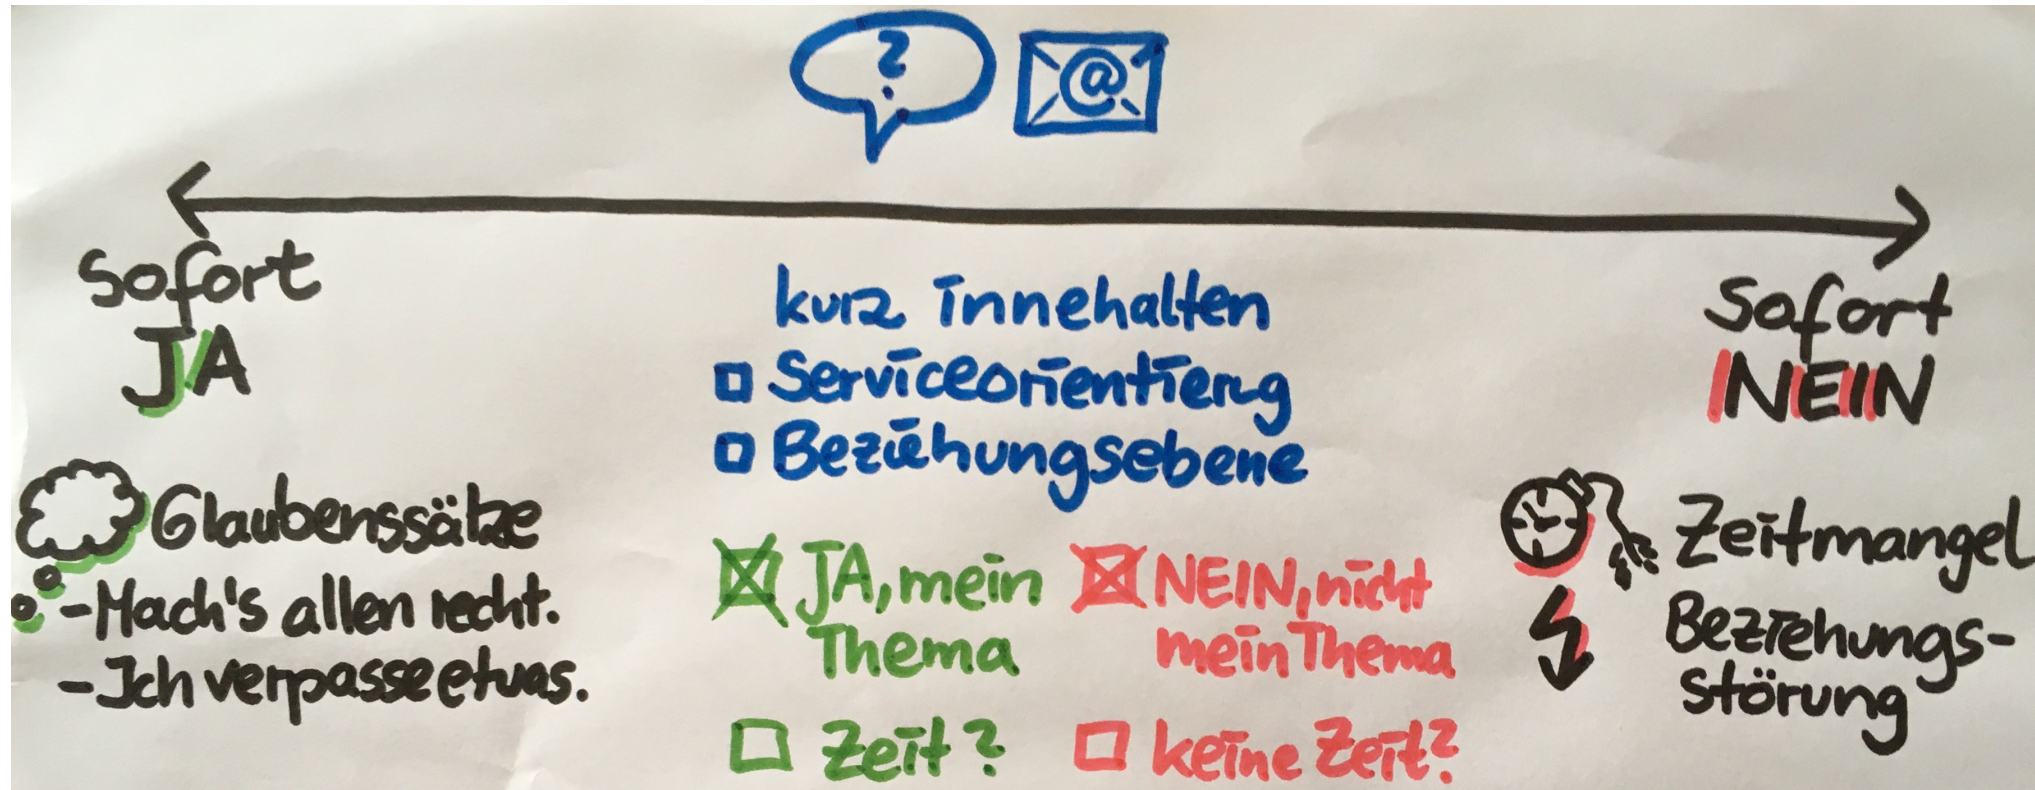 ?
@
Sofort
JA
Glaubenssätze
-Mach's allen recht.
-Ich verpasse etwas.
kurz innehalten
Serviceorientierug
Beziehungsebene
JA, mein
Thema
Zeit?
NEIN, nicht
mein Thema
keine Zeit?
Sofort
NEIN
Zeitmangel
Beziehungs-
störung